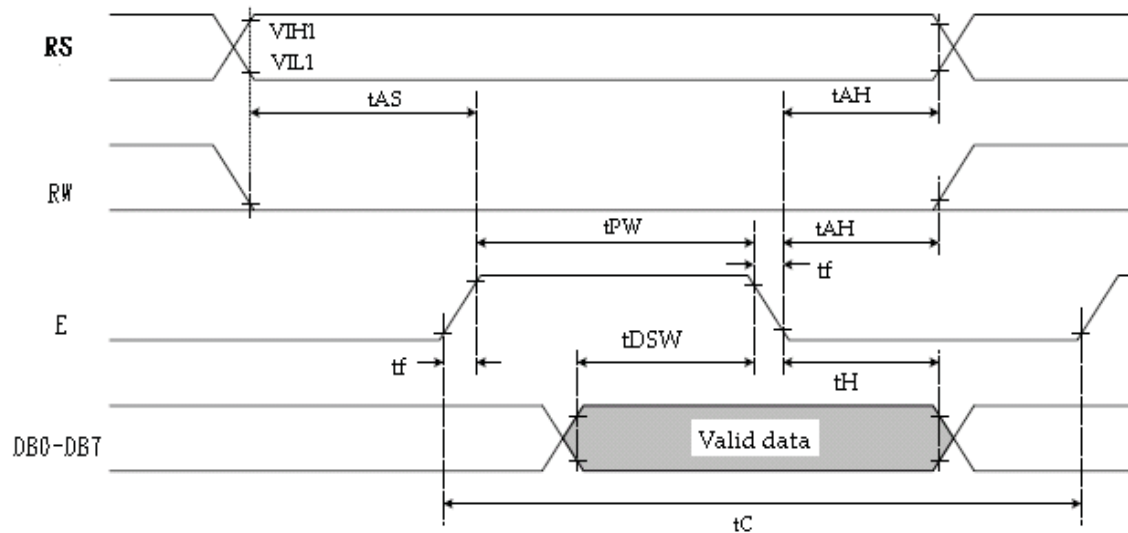 RS
VIH1
VIL1
tAS
tAH
RW
tPW
tAH
tf
E
tDSW
tf
tH
DB0-DB7
Valid data
tC